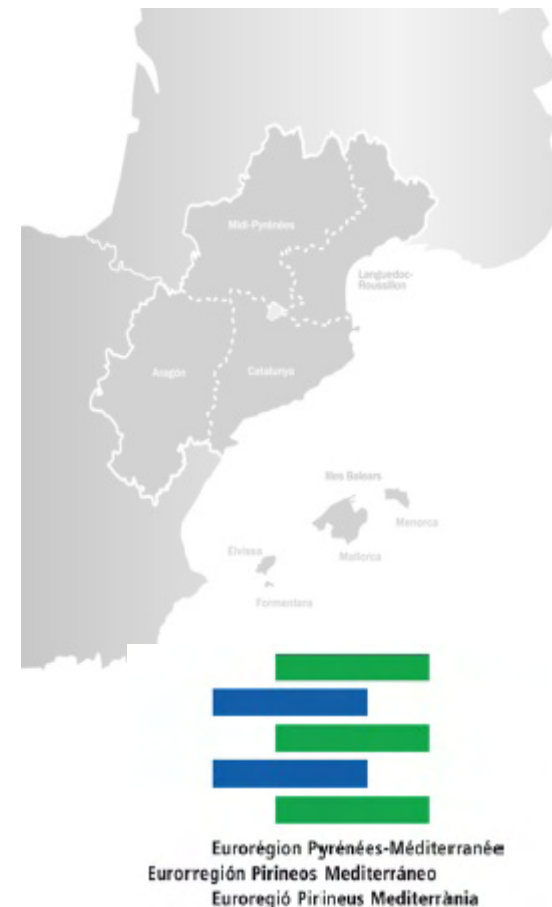 Midi-Pyrénées
Languedoc-
Roussillon
Aragón
Catalunya
Illes Balears
Menorca
Mallorca
Eivissa
Formentera
Eurorégion Pyrénées-Méditerranée
Eurorregión Pirineos Mediterráneo
Euroregió Pirineus Mediterrània